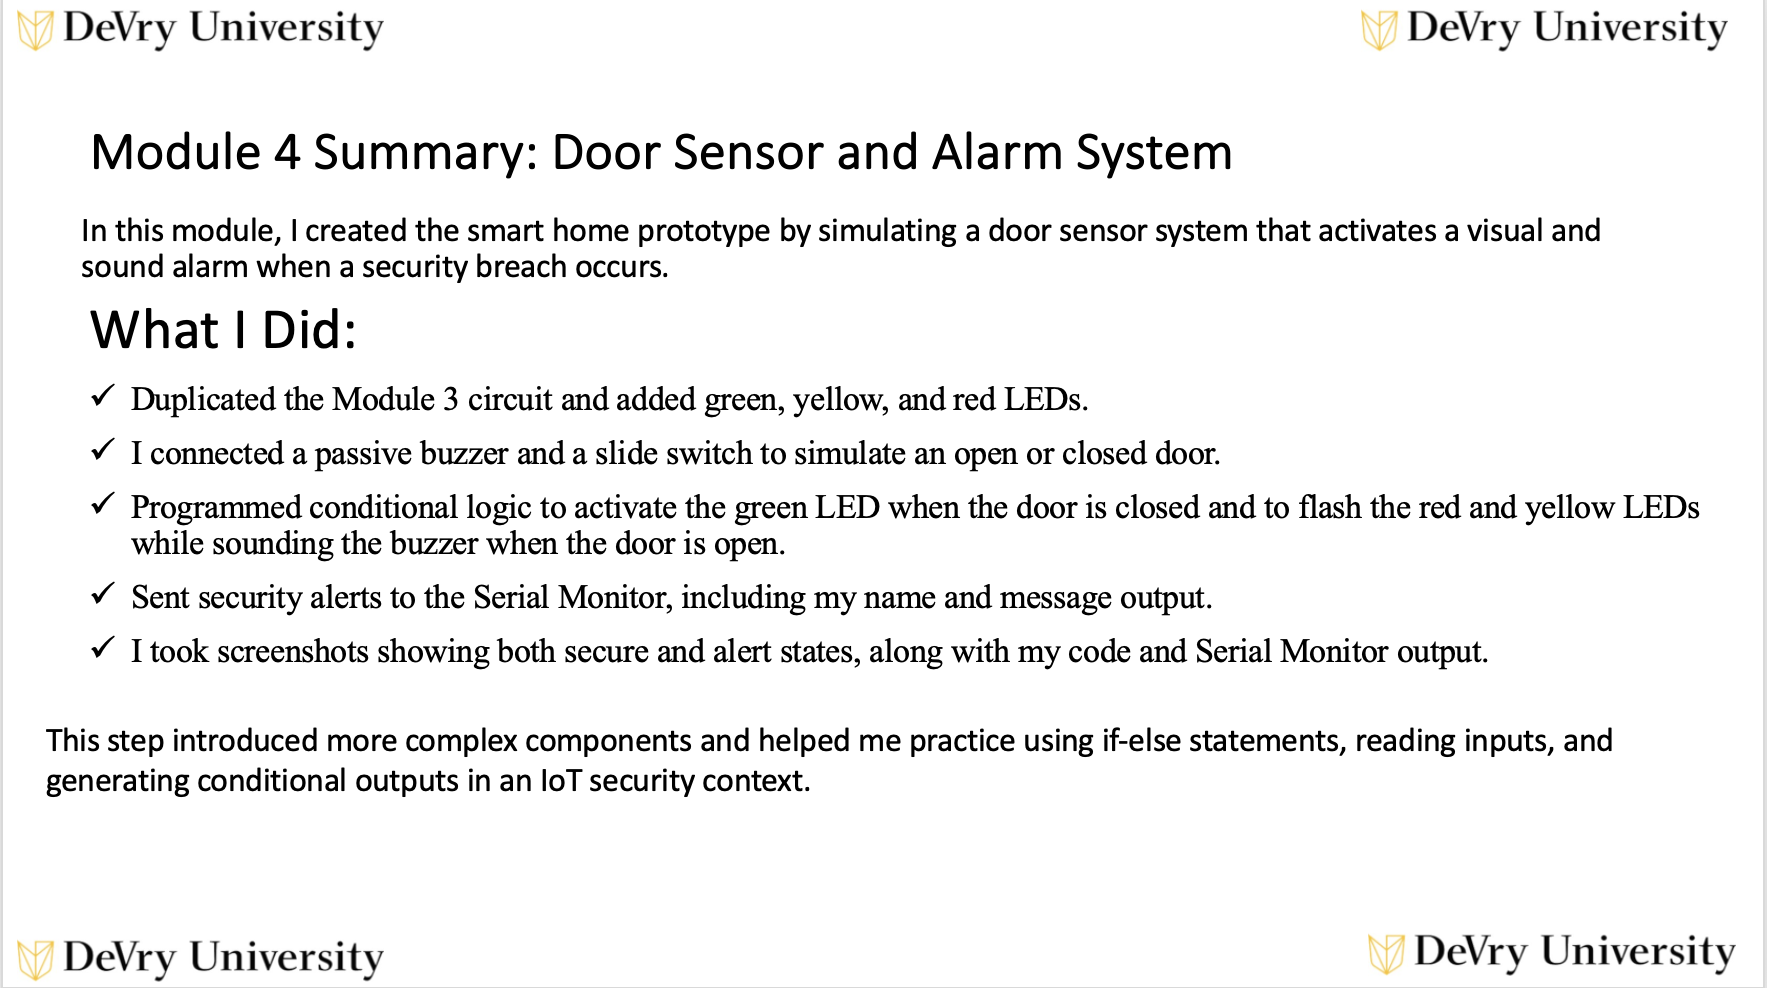 DeVry University
DeVry University
Module 4 Summary: Door Sensor and Alarm System
In this module, I created the smart home prototype by simulating a door sensor system that activates a visual and
sound alarm when a security breach occurs.
What I Did:
✓ Duplicated the Module 3 circuit and added green, yellow, and red LEDs.
✓ I connected a passive buzzer and a slide switch to simulate an open or closed door.
✓ Programmed conditional logic to activate the green LED when the door is closed and to flash the red and yellow LEDs
while sounding the buzzer when the door is open.
✓ Sent security alerts to the Serial Monitor, including my name and message output.
✓ I took screenshots showing both secure and alert states, along with my code and Serial Monitor output.
This step introduced more complex components and helped me practice using if-else statements, reading inputs, and
generating conditional outputs in an IoT security context.
DeVry University
DeVry University